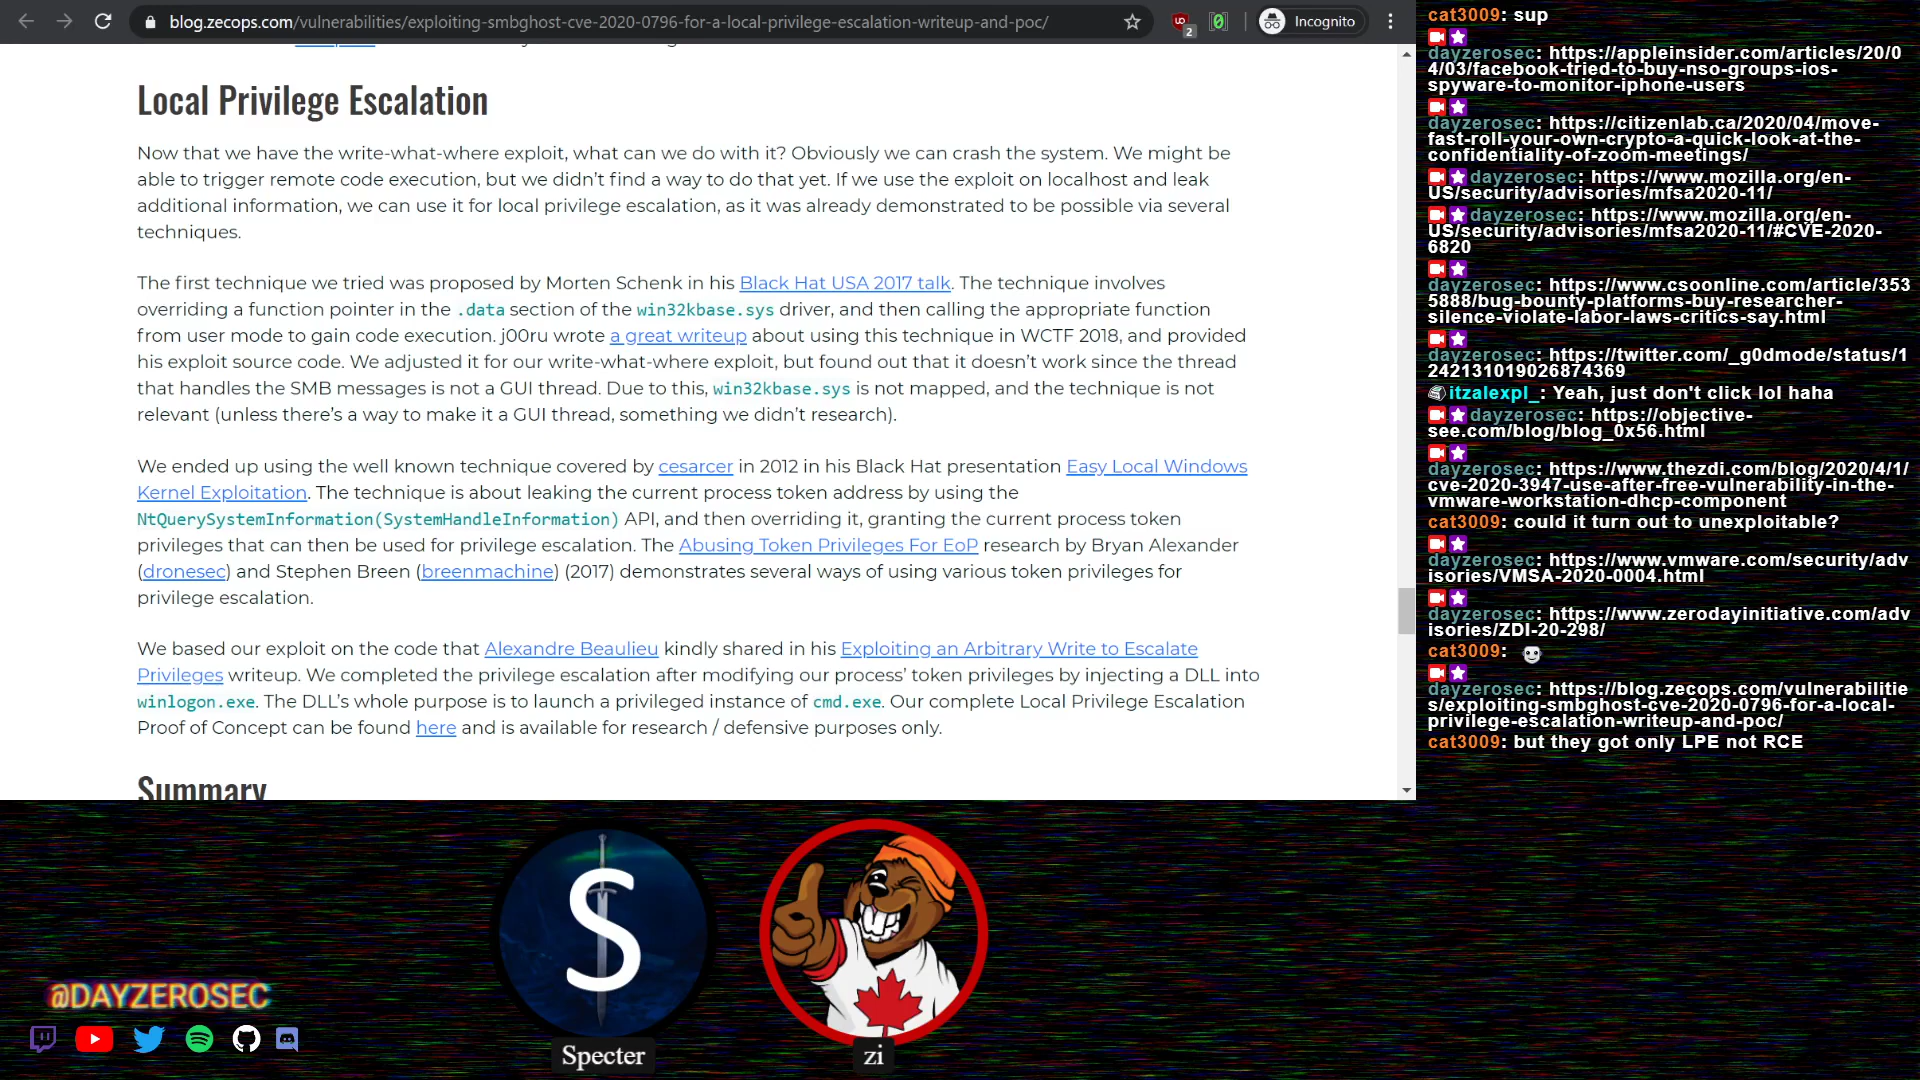 blog.zecops.com/vulnerabilities/exploiting-smbghost-cve-2020-0796-for-a-local-privilege-escalation-writeup-and-poc/
2
Incognito
Local Privilege Escalation
Now that we have the write-what-where exploit, what can we do with it? Obviously we can crash the system. We might be
able to trigger remote code execution, but we didn't find a way to do that yet. If we use the exploit on localhost and leak
additional information, we can use it for local privilege escalation, as it was already demonstrated to be possible via several
techniques.
The first technique we tried was proposed by Morten Schenk in his Black Hat USA 2017 talk. The technique involves
overriding a function pointer in the .data section of the win32kbase.sys driver, and then calling the appropriate function
from user mode to gain code execution. j00ru wrote a great writeup about using this technique in WCTF 2018, and provided
his exploit source code. We adjusted it for our write-what-where exploit, but found out that it doesn't work since the thread
that handles the SMB messages is not a GUI thread. Due to this, win32kbase.sys is not mapped, and the technique is not
relevant (unless there's a way to make it a GUI thread, something we didn't research).
We ended up using the well known technique covered by cesarcer in 2012 in his Black Hat presentation Easy Local Windows
Kernel Exploitation. The technique is about leaking the current process token address by using the
NtQuerySystemInformation(SystemHandleInformation) API, and then overriding it, granting the current process token
privileges that can then be used for privilege escalation. The Abusing Token Privileges For EoP research by Bryan Alexander
(dronesec) and Stephen Breen (breenmachine) (2017) demonstrates several ways of using various token privileges for
privilege escalation.
We based our exploit on the code that Alexandre Beaulieu kindly shared in his Exploiting an Arbitrary Write to Escalate
Privileges writeup. We completed the privilege escalation after modifying our process' token privileges by injecting a DLL into
winlogon.exe. The DLL's whole purpose is to launch a privileged instance of cmd.exe. Our complete Local Privilege Escalation
Proof of Concept can be found here and is available for research / defensive purposes only.
Summary
cat3009: sup
dayzerosec: https://appleinsider.com/articles/20/0
4/03/facebook-tried-to-buy-nso-groups-ios-
spyware-to-monitor-iphone-users
dayzerosec: https://citizenlab.ca/2020/04/move-
fast-roll-your-own-crypto-a-quick-look-at-the-
confidentiality-of-zoom-meetings/
dayzerosec: https://www.mozilla.org/en-
US/security/advisories/mfsa2020-11/
dayzerosec: https://www.mozilla.org/en-
US/security/advisories/mfsa2020-11/#CVE-2020-
6820
dayzerosec: https://www.csoonline.com/article/353
5888/bug-bounty-platforms-buy-researcher-
silence-violate-labor-laws-critics-say.html
dayzerosec: https://twitter.com/_g0dmode/status/1
242131019026874369
itzalexpl_: Yeah, just don't click lol haha
dayzerosec: https://objective-
see.com/blog/blog_0x56.html
dayzerosec: https://www.thezdi.com/blog/2020/4/1/
cve-2020-3947-use-after-free-vulnerability-in-the-
vmware-workstation-dhcp-component
cat3009: could it turn out to unexploitable?
dayzerosec: https://www.vmware.com/security/adv
isories/VMSA-2020-0004.html
dayzerosec: https://www.zerodayinitiative.com/adv
isories/ZDI-20-298/
cat3009:
dayzerosec: https://blog.zecops.com/vulnerabilitie
s/exploiting-smbghost-cve-2020-0796-for-a-local-
privilege-escalation-writeup-and-poc/
cat3009: but they got only LPE not RCE
S
@DAYZEROSEC
Specter
zi